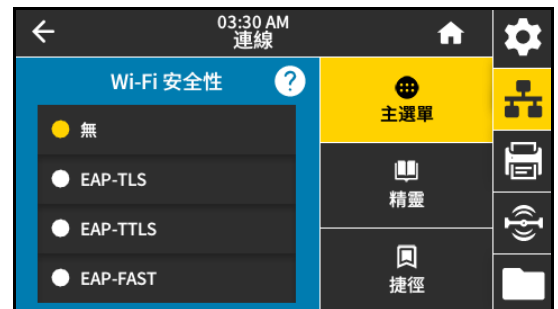 03:30 AM
連線
Wi-Fi 安全性
?
無
EAP-TLS
EAP-TTLS
EAP-FAST
主選單
精靈
捷徑